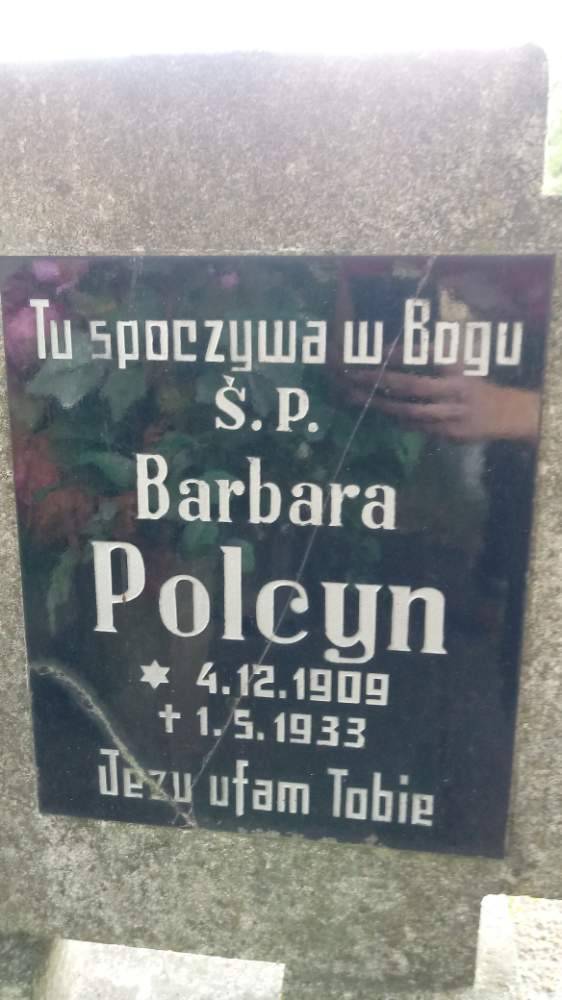 Tu spoczywa w Bogu
Ś.P.
Barbara
Polcyn
✶ 4.12.1909
✝ 1.5.1933
Jezu ufam Tobie